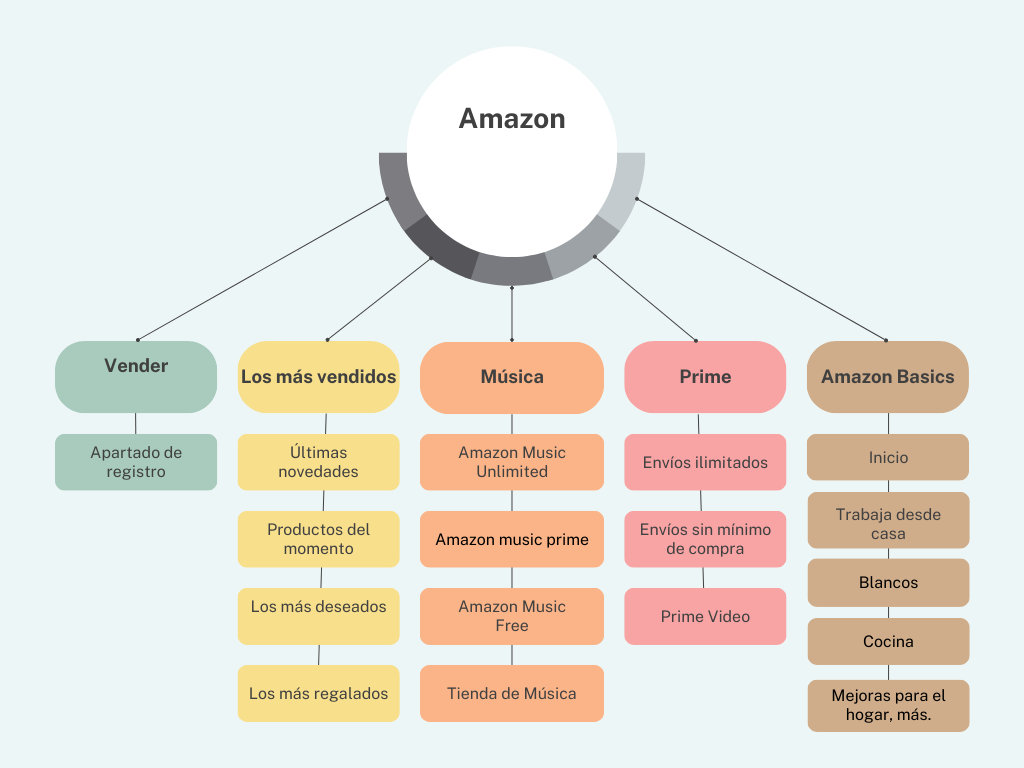 Amazon
Vender
Apartado de
registro
Los más vendidos
Últimas
novedades
Productos del
momento
Los más deseados
Los más regalados
Música
Amazon Music
Unlimited
Amazon music prime
Amazon Music
Free
Tienda de Música
Prime
Envíos ilimitados
Envíos sin mínimo
de compra
Prime Video
Amazon Basics
Inicio
Trabaja desde
casa
Blancos
Cocina
Mejoras para el
hogar, más.